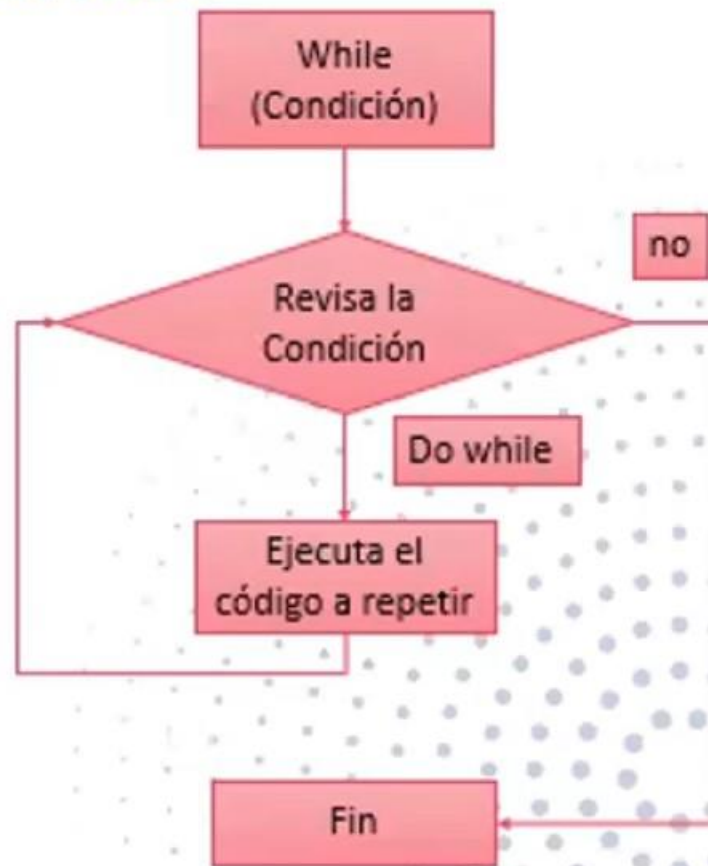 While
(Condición)
no
Revisa la
Condición
Do while
Ejecuta el
código a repetir
Fin